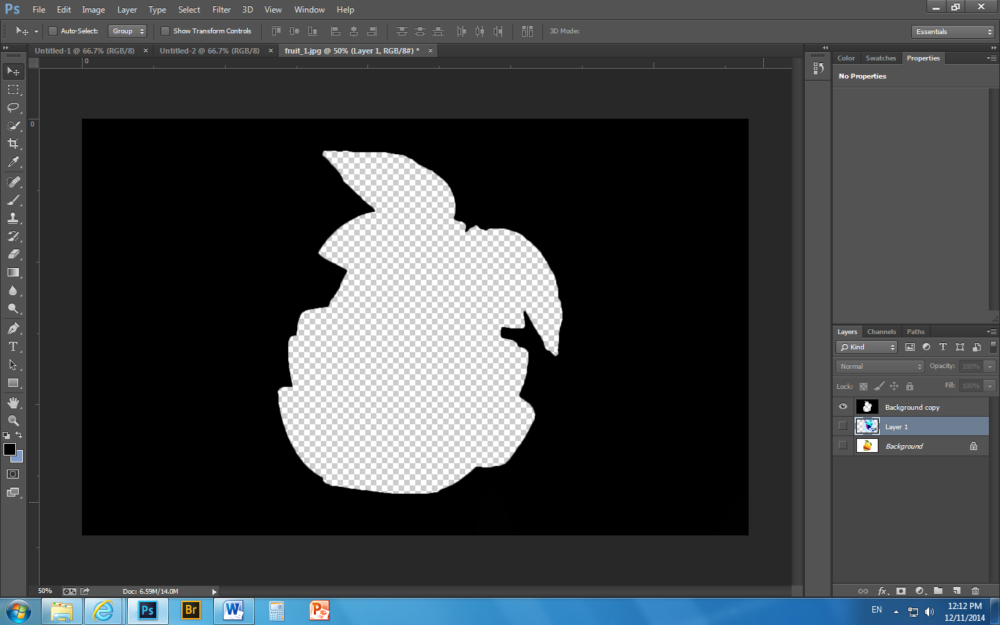 Ps File Edit Image Layer Type Select Filter 3D View Window Help
Auto-Select: Group Show Transform Controls 3D Mode: Essentials
Untitled-1 @ 66.7% (RGB/8) × Untitled-2 @ 66.7% (RGB/8) × fruit_1.jpg @ 50% (Layer 1, RGB/8#) * ×
0
0
Color Swatches Properties
No Properties
Layers Channels Paths
Kind
Normal Opacity: 100%
Lock: Fill: 100%
Background copy
Layer 1
Background
50% Doc: 6.59M/14.0M
Ps Br W P
EN 12:12 PM
12/11/2014